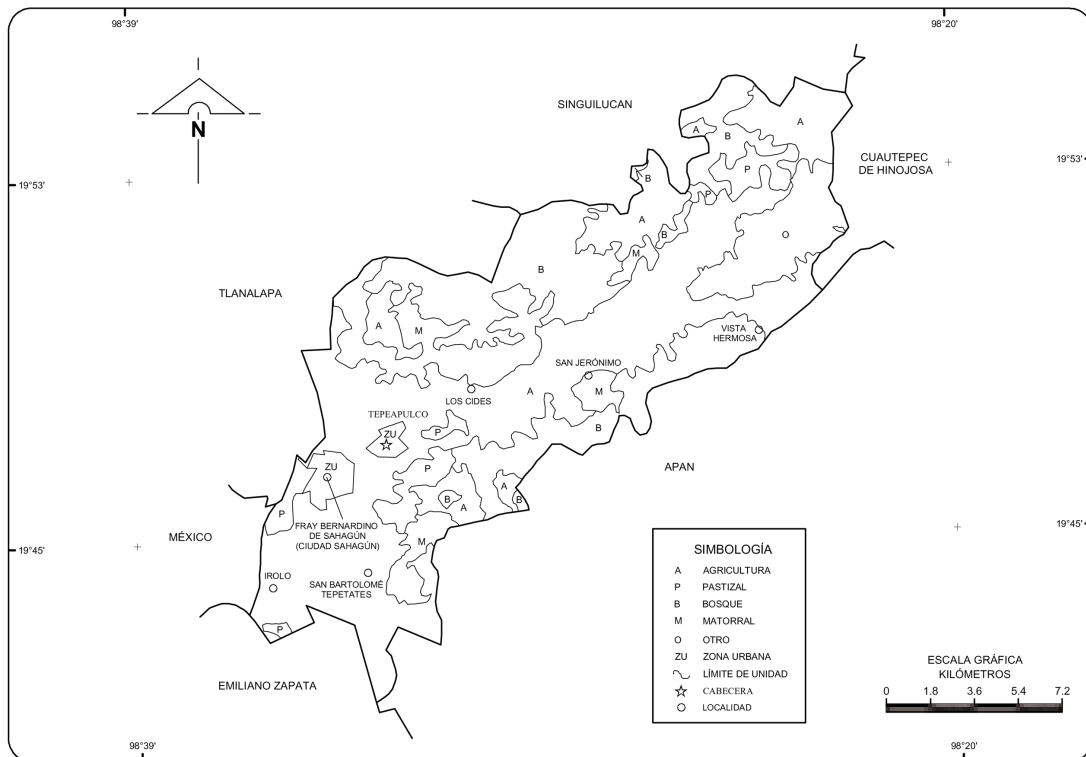 98°39'
98°20'
SINGUILUCAN
A
A
B
CUAUTEPEC
DE HINOJOSA
19°53'
19°53'
N
P
B
P
A
B
O
M
B
TLANALAPA
A
M
VISTA
HERMOSA
SAN JERÓNIMO
LOS CIDES
A
M
TEPEAPULCO
ZU
P
B
APAN
ZU
P
A
B
A
B
P
FRAY BERNARDINO
DE SAHAGÚN
(CIUDAD SAHAGÚN)
MÉXICO
M
19°45'
19°45'
IROLO
SAN BARTOLOMÉ
TEPETATES
P
EMILIANO ZAPATA
SIMBOLOGÍA
A AGRICULTURA
P PASTIZAL
B BOSQUE
M MATORRAL
O OTRO
ZU ZONA URBANA
LÍMITE DE UNIDAD
CABECERA
LOCALIDAD
ESCALA GRÁFICA
KILÓMETROS
0 1.8 3.6 5.4 7.2
98°39'
98°20'